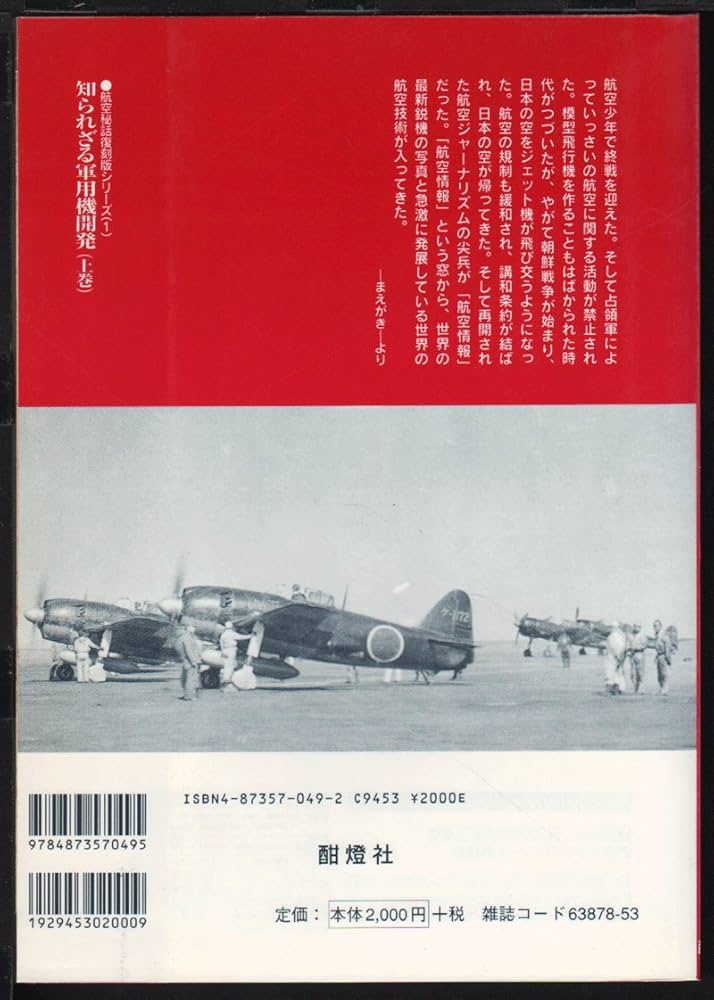 ●航空秘話復刻版シリーズ（1）
知られざる軍用機開発（上巻）
航空少年で終戦を迎えた。そして占領軍によ
っていっさいの航空に関する活動が禁止され
た。模型飛行機を作ることもはばかられた時
代がつづいたが、やがて朝鮮戦争が始まり、
日本の空をジェット機が飛び交うようになっ
た。航空の規制も緩和され、講和条約が結ば
れ、日本の空が帰ってきた。そして再開され
た航空ジャーナリズムの尖兵が「航空情報」
だった。「航空情報」という窓から、世界の
最新鋭機の写真と急激に発展している世界の
航空技術が入ってきた。
―まえがき―より
ISBN4-87357-049-2 C9453 ¥2000E
9784873570495
酣燈社
1929453020009
定価：本体2,000円＋税 雑誌コード63878-53